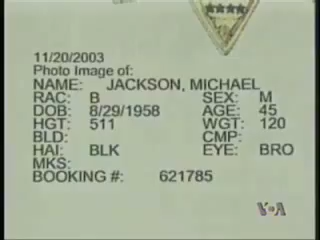 11/20/2003
Photo Image of:
NAME: JACKSON, MICHAEL
RAC: B SEX: M
DOB: 8/29/1958 AGE: 45
HGT: 511 WGT: 120
BLD: CMP:
HAI: BLK EYE: BRO
MKS:
BOOKING #: 621785
VOA